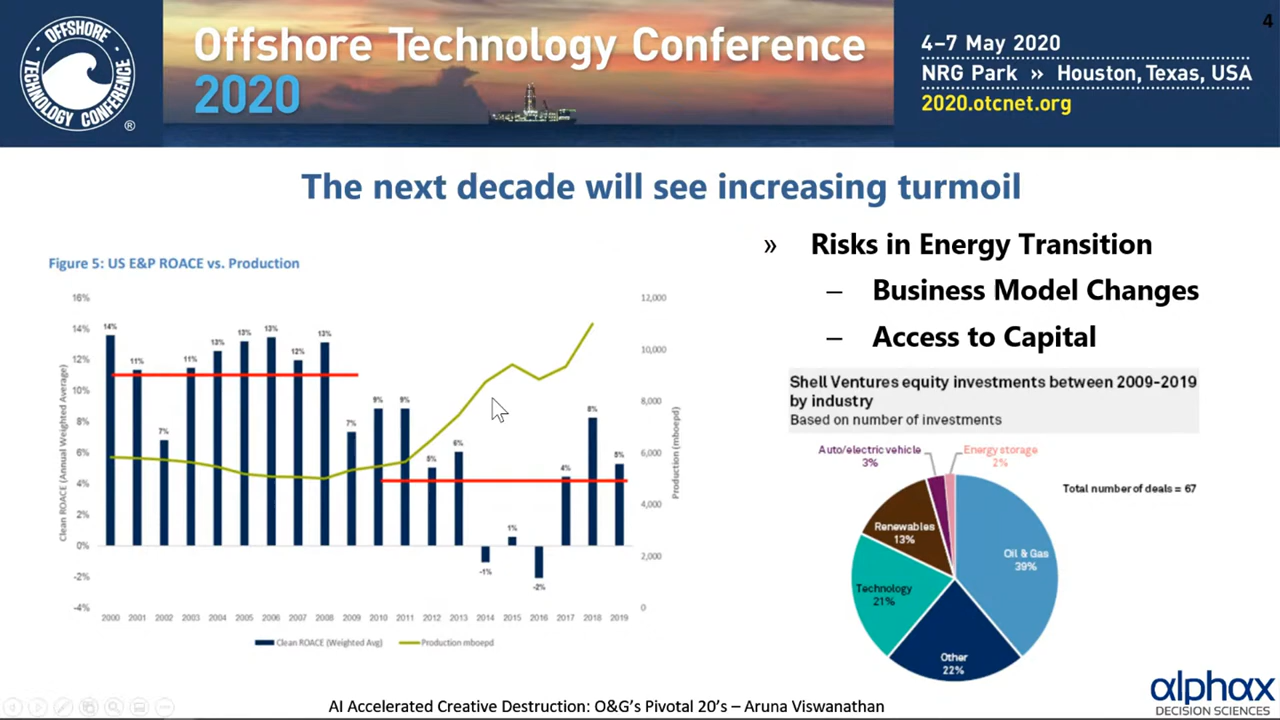 OFFSHORE
TECHNOLOGY CONFERENCE
®
Offshore Technology Conference
2020
4–7 May 2020
NRG Park » Houston, Texas, USA
2020.otcnet.org
4
The next decade will see increasing turmoil
» Risks in Energy Transition
– Business Model Changes
– Access to Capital
Figure 5: US E&P ROACE vs. Production
Clean ROACE (Annual Weighted Average)
16%
14%
12%
10%
8%
6%
4%
2%
0%
-2%
-4%
14%
11%
7%
11%
13%
13%
13%
12%
13%
7%
9%
9%
5%
6%
-1%
1%
-2%
4%
8%
5%
12,000
10,000
8,000
6,000
4,000
2,000
0
Production (mboepd)
2000 2001 2002 2003 2004 2005 2006 2007 2008 2009 2010 2011 2012 2013 2014 2015 2016 2017 2018 2019
Clean ROACE (Weighted Avg) Production mboepd
Shell Ventures equity investments between 2009-2019
by industry
Based on number of investments
Auto/electric vehicle
3%
Energy storage
2%
Total number of deals = 67
Renewables
13%
Oil & Gas
39%
Technology
21%
Other
22%
AI Accelerated Creative Destruction: O&G's Pivotal 20's – Aruna Viswanathan
alphax
DECISION SCIENCES